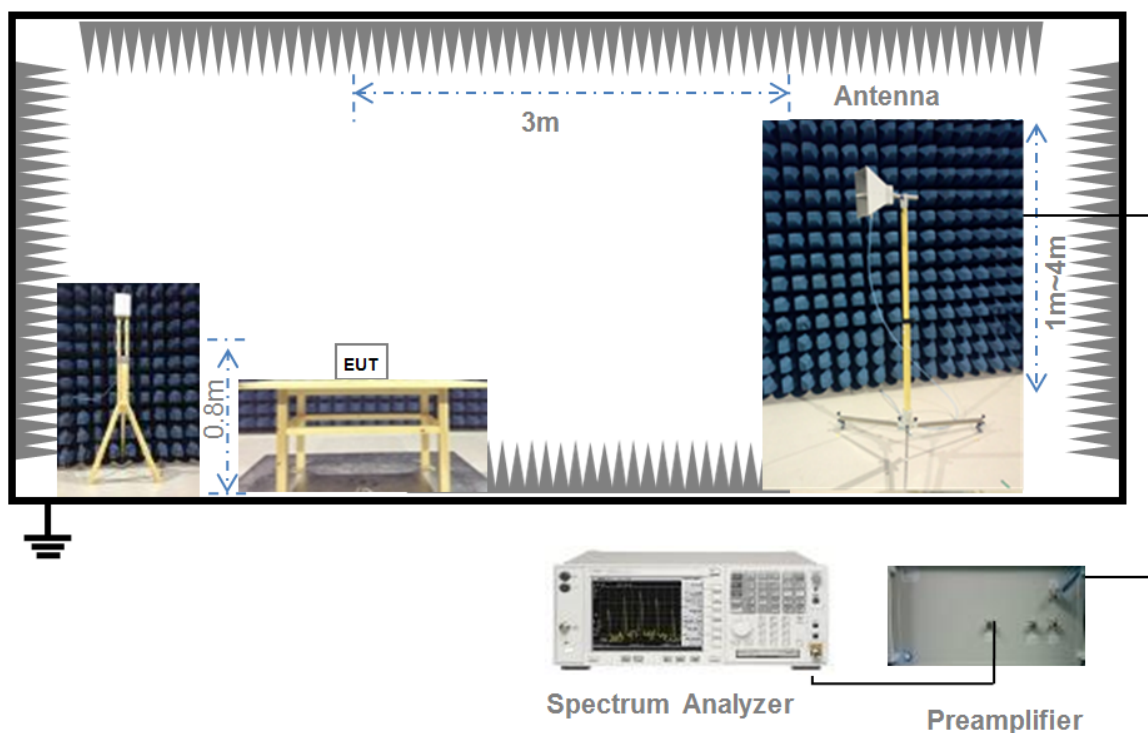 Antenna
3m
1m~4m
EUT
0.8m
Spectrum Analyzer
Preamplifier